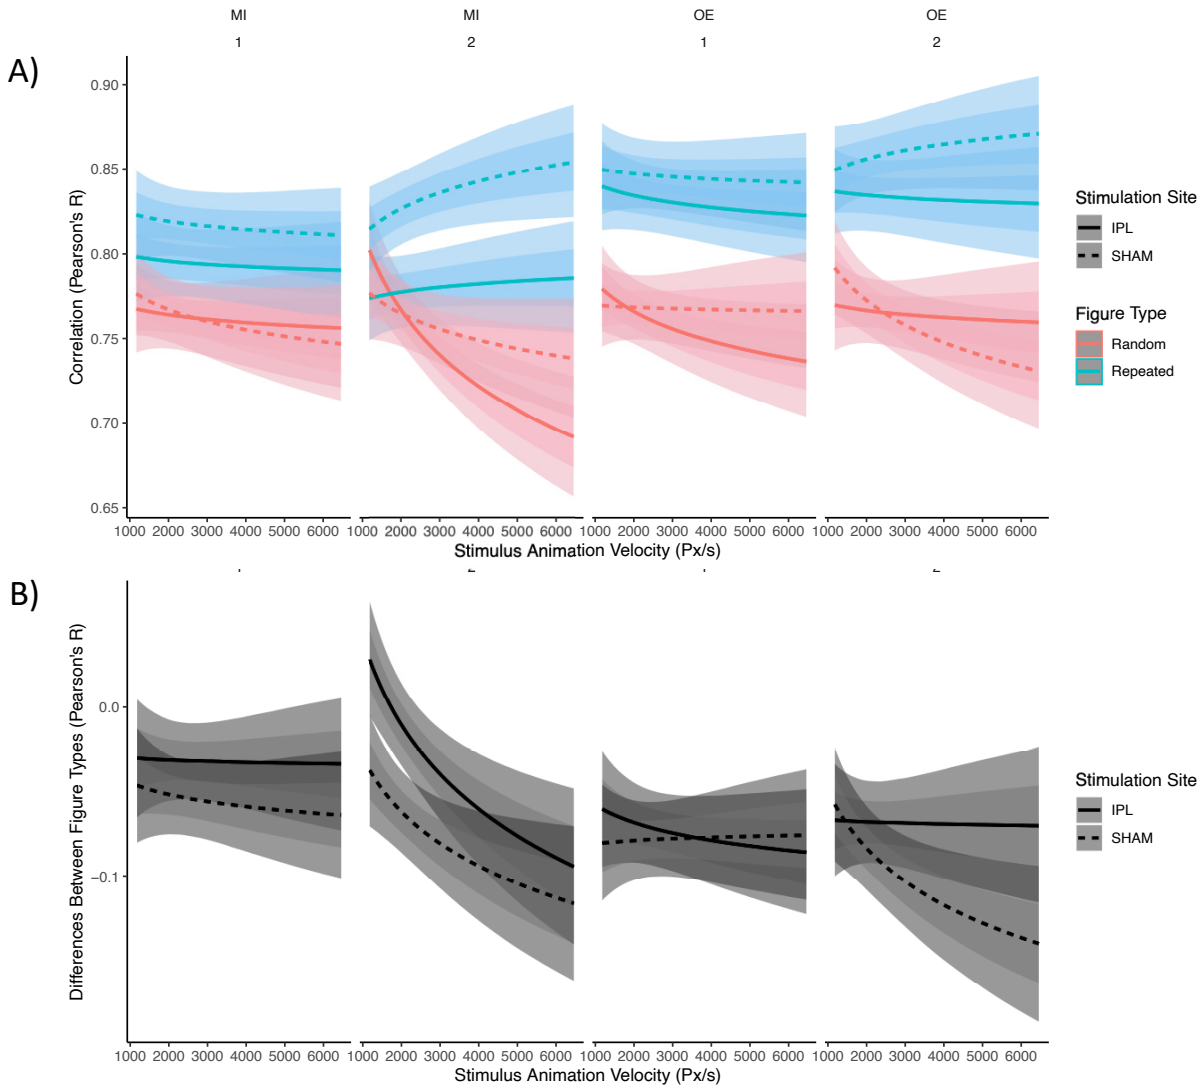 MI MI OE OE
1 2 1 2
A)
Correlation (Pearson's R)
0.90
0.85
0.80
0.75
0.70
0.65
1000 2000 3000 4000 5000 6000 1000 2000 3000 4000 5000 6000 1000 2000 3000 4000 5000 6000 1000 2000 3000 4000 5000 6000
Stimulus Animation Velocity (Px/s)
Stimulation Site
IPL
SHAM
Figure Type
Random
Repeated
B)
Differences Between Figure Types (Pearson's R)
0.0
−0.1
1000 2000 3000 4000 5000 6000 1000 2000 3000 4000 5000 6000 1000 2000 3000 4000 5000 6000 1000 2000 3000 4000 5000 6000
Stimulus Animation Velocity (Px/s)
Stimulation Site
IPL
SHAM